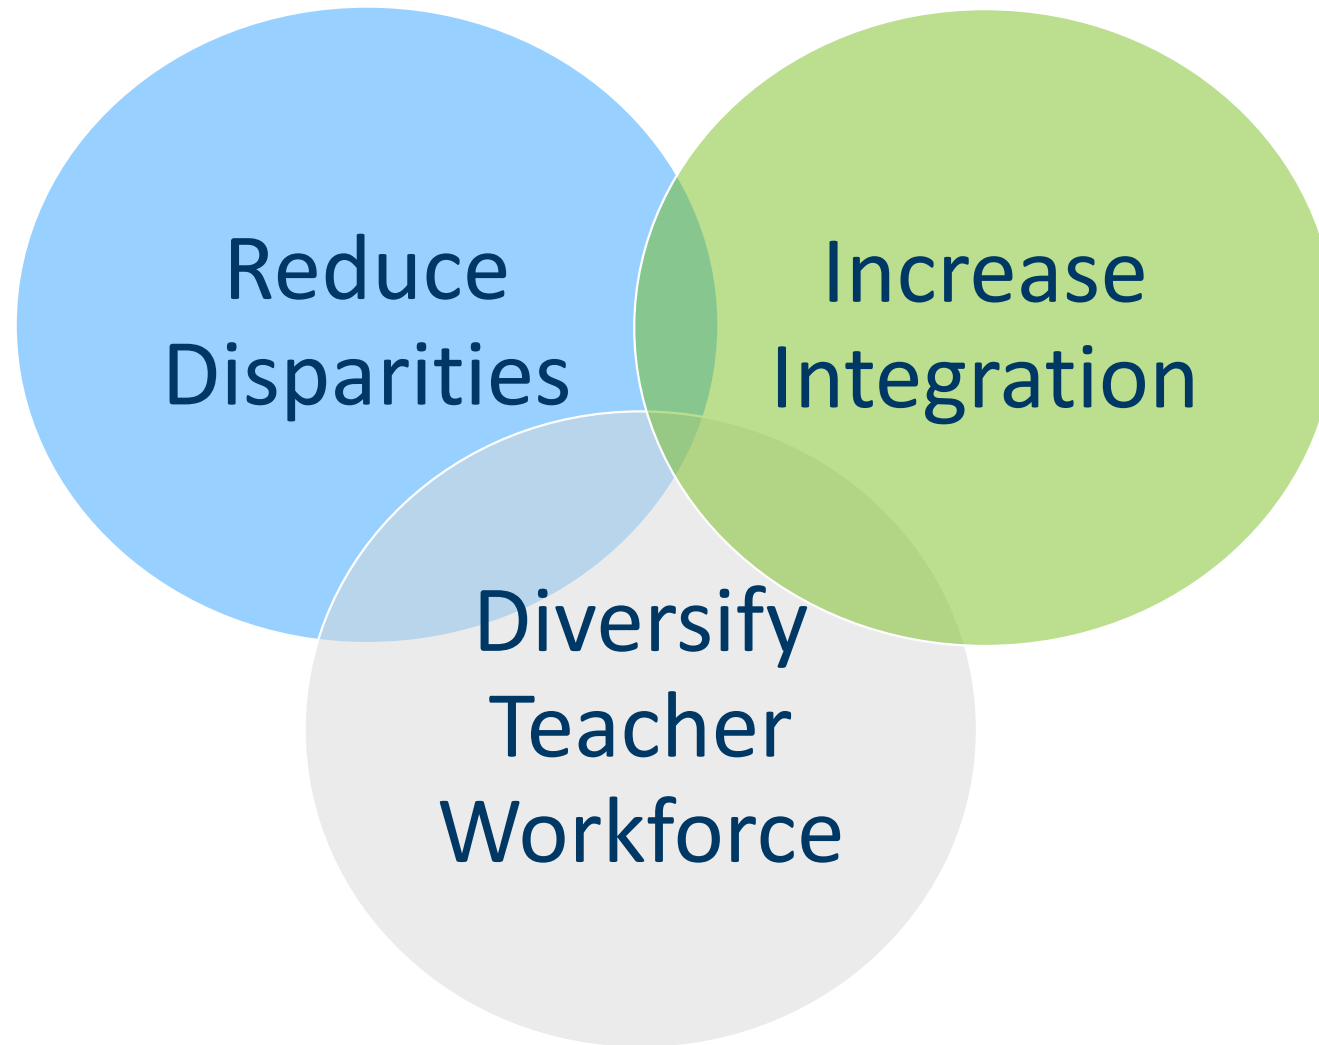 Reduce
Disparities
Increase
Integration
Diversify
Teacher
Workforce